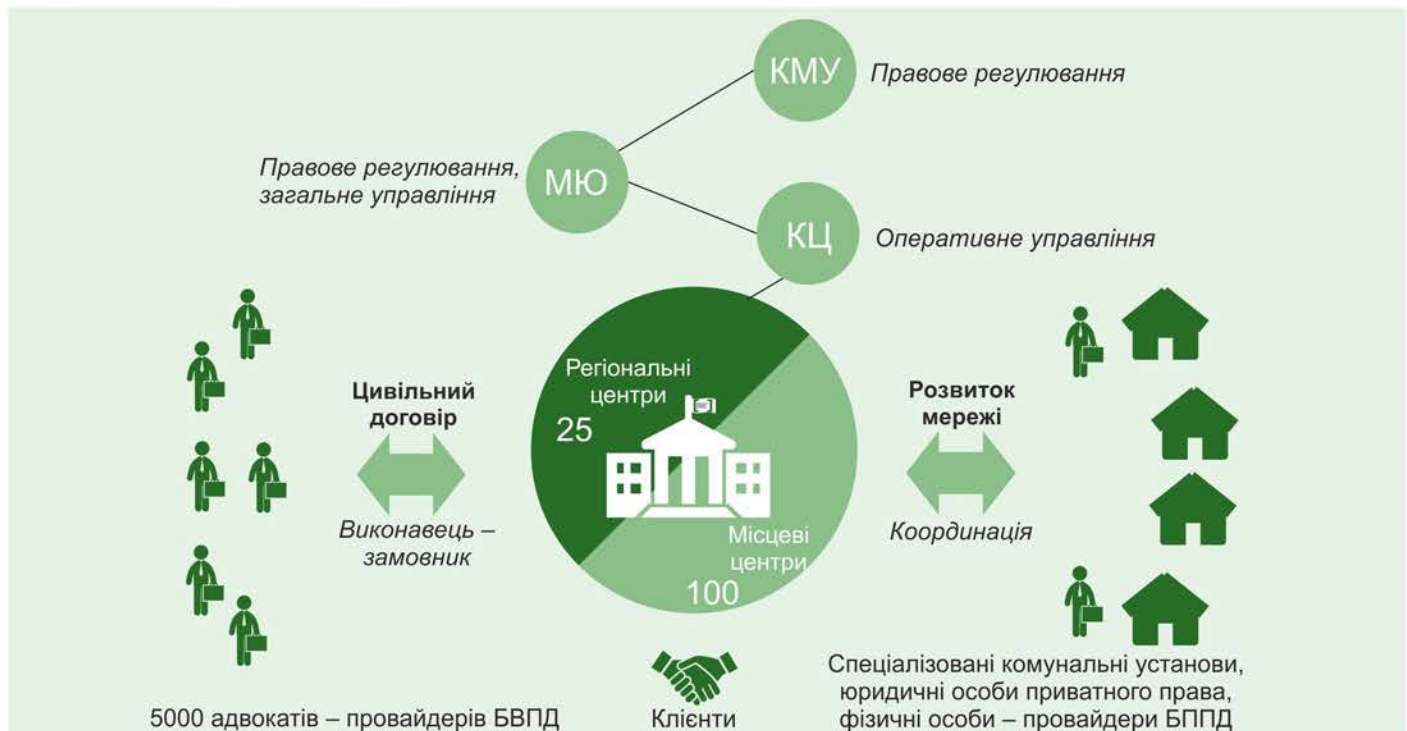 КМУ
Правове регулювання
Правове регулювання,
загальне управління
МЮ
КЦ
Оперативне управління
Регіональні
центри
25
Цивільний
договір
Виконавець –
замовник
Розвиток
мережі
Координація
Місцеві
центри
100
5000 адвокатів – провайдерів БВПД
Клієнти
Спеціалізовані комунальні установи,
юридичні особи приватного права,
фізичні особи – провайдери БППД